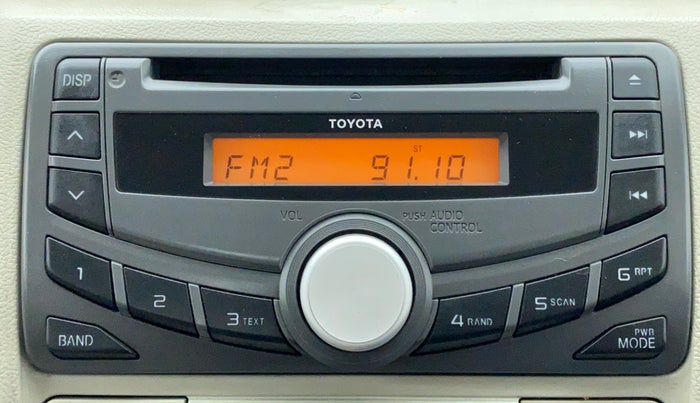 DISP
TOYOTA
ST
FM2 91.10
VOL
PUSH AUDIO CONTROL
1
2
3 TEXT
4 RAND
5 SCAN
6 RPT
BAND
PWR
MODE